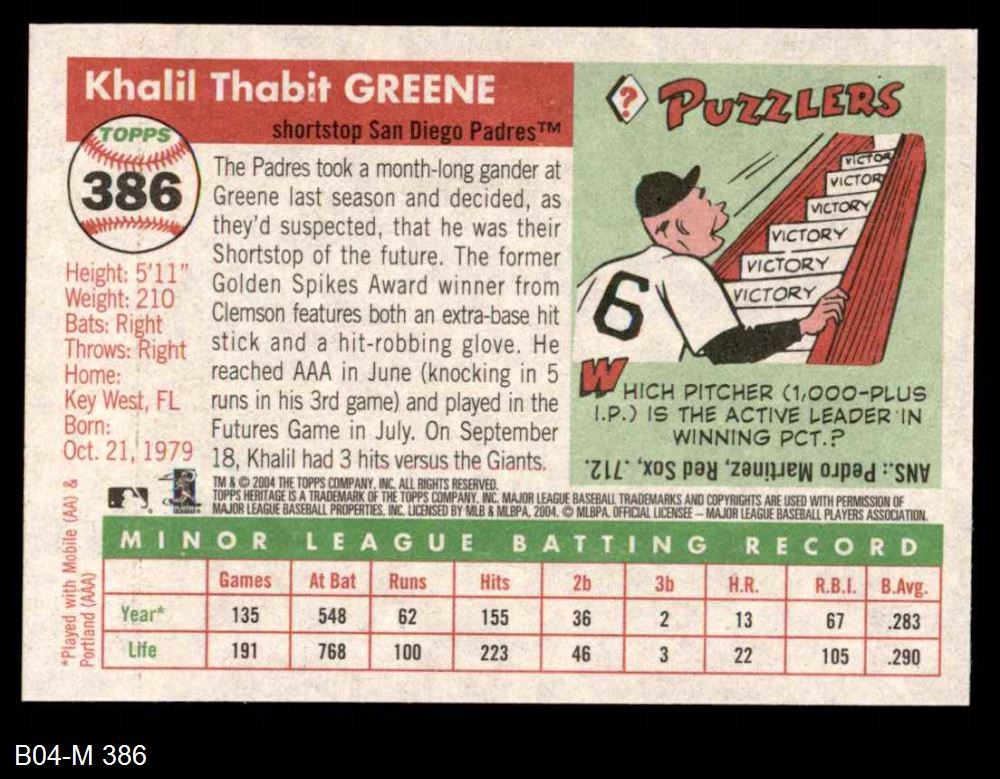 Khalil Thabit GREENE
shortstop San Diego Padres™
TOPPS
386
Height: 5'11"
Weight: 210
Bats: Right
Throws: Right
Home:
Key West, FL
Born:
Oct. 21, 1979
The Padres took a month-long gander at
Greene last season and decided, as
they'd suspected, that he was their
Shortstop of the future. The former
Golden Spikes Award winner from
Clemson features both an extra-base hit
stick and a hit-robbing glove. He
reached AAA in June (knocking in 5
runs in his 3rd game) and played in the
Futures Game in July. On September
18, Khalil had 3 hits versus the Giants.
? PUZZLERS
VICTOR
VICTOR
VICTORY
VICTORY
VICTORY
VICTORY
6
WHICH PITCHER (1,000-PLUS
I.P.) IS THE ACTIVE LEADER IN
WINNING PCT.?
ANS.: Pedro Martinez, Red Sox, .712.
TM & © 2004 THE TOPPS COMPANY, INC. ALL RIGHTS RESERVED.
TOPPS HERITAGE IS A TRADEMARK OF THE TOPPS COMPANY, INC. MAJOR LEAGUE BASEBALL TRADEMARKS AND COPYRIGHTS ARE USED WITH PERMISSION OF
MAJOR LEAGUE BASEBALL PROPERTIES, INC. LICENSED BY MLB & MLBPA, 2004. © MLBPA. OFFICIAL LICENSEE – MAJOR LEAGUE BASEBALL PLAYERS ASSOCIATION.
*Played with Mobile (AA) &
Portland (AAA)
MINOR LEAGUE BATTING RECORD
Games At Bat Runs Hits 2b 3b H.R. R.B.I. B.Avg.
Year* 135 548 62 155 36 2 13 67 .283
Life 191 768 100 223 46 3 22 105 .290
B04-M 386